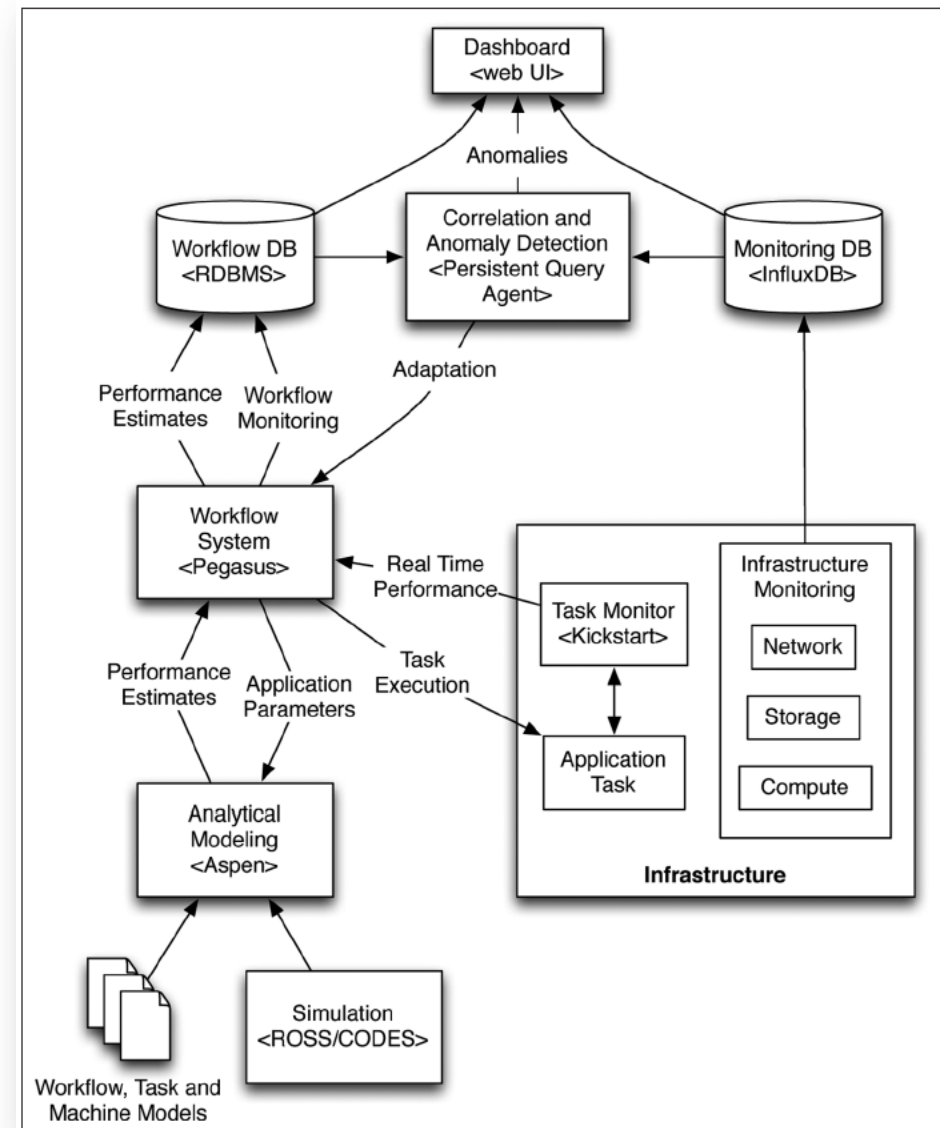 Dashboard
<web UI>
Anomalies
Workflow DB
<RDBMS>
Correlation and
Anomaly Detection
<Persistent Query
Agent>
Monitoring DB
<InfluxDB>
Performance
Estimates
Workflow
Monitoring
Adaptation
Workflow
System
<Pegasus>
Real Time
Performance
Task Monitor
<Kickstart>
Infrastructure
Monitoring
Network
Storage
Compute
Performance
Estimates
Application
Parameters
Task
Execution
Application
Task
Infrastructure
Analytical
Modeling
<Aspen>
Simulation
<ROSS/CODES>
Workflow, Task and
Machine Models